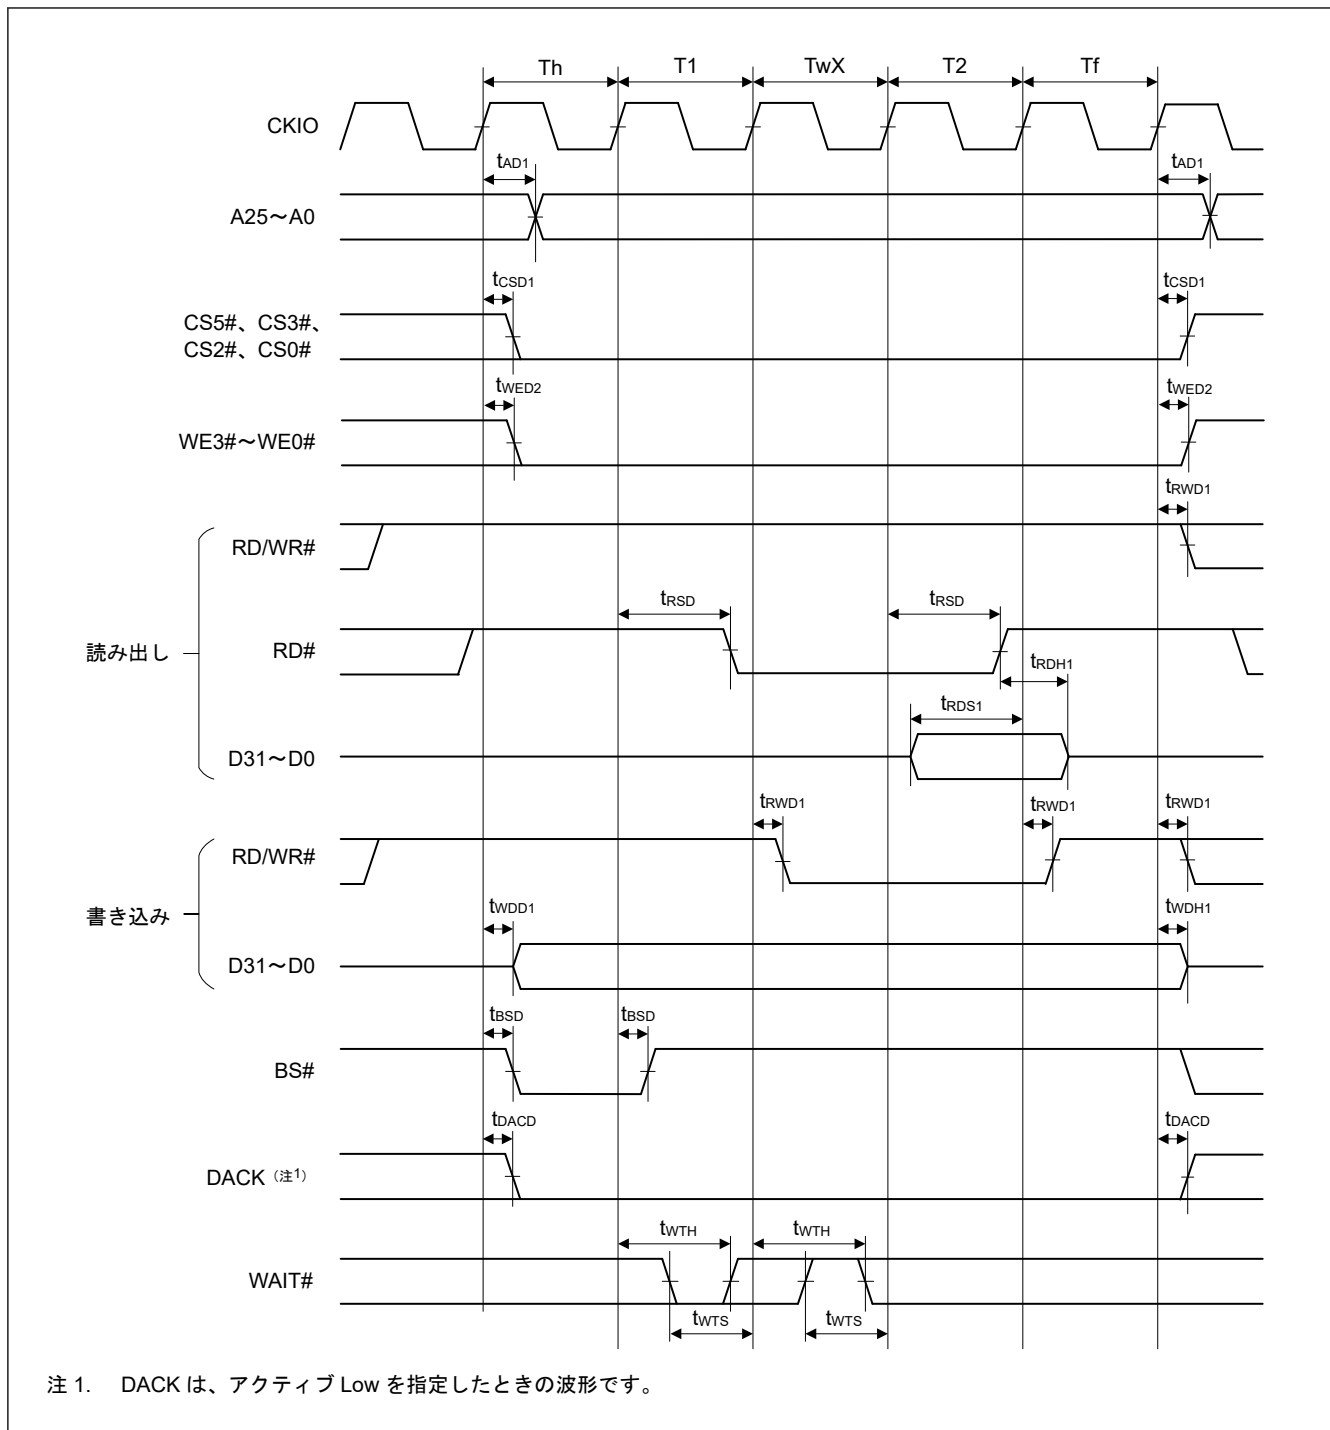 Th T1 TwX T2 Tf
CKIO
tAD1 tAD1
A25～A0
tCSD1 tCSD1
CS5#、CS3#、
CS2#、CS0#
tWED2 tWED2
WE3#～WE0#
tRWD1
RD/WR#
tRSD tRSD
読み出し RD#
tRDH1
tRDS1
D31～D0
tRWD1 tRWD1 tRWD1
RD/WR#
書き込み
tWDD1 tWDH1
D31～D0
tBSD tBSD
BS#
tDACD tDACD
DACK（注1）
tWTH tWTH
WAIT#
tWTS tWTS
注 1. DACK は、アクティブ Low を指定したときの波形です。